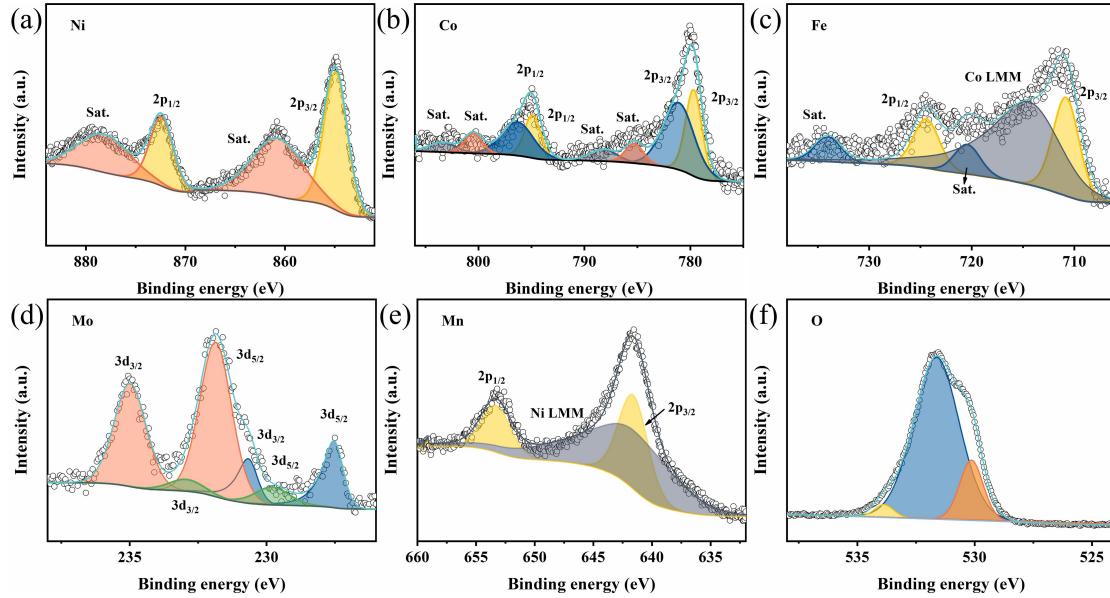 (a)
Ni
Sat.
2p1/2
Sat.
2p3/2
Intensity (a.u.)
880
870
860
Binding energy (eV)
(b)
Co
Sat.
Sat.
2p1/2
2p1/2
Sat.
Sat.
2p3/2
2p3/2
Intensity (a.u.)
800
790
780
Binding energy (eV)
(c)
Fe
Sat.
2p1/2
Co LMM
2p3/2
Sat.
Intensity (a.u.)
730
720
710
Binding energy (eV)
(d)
Mo
3d3/2
3d5/2
3d3/2
3d5/2
3d5/2
3d3/2
Intensity (a.u.)
235
230
Binding energy (eV)
(e)
Mn
2p1/2
Ni LMM
2p3/2
Intensity (a.u.)
660
655
650
645
640
635
Binding energy (eV)
(f)
O
Intensity (a.u.)
535
530
525
Binding energy (eV)